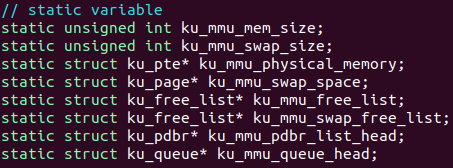 // static variable
static unsigned int ku_mmu_mem_size;
static unsigned int ku_mmu_swap_size;
static struct ku_pte* ku_mmu_physical_memory;
static struct ku_page* ku_mmu_swap_space;
static struct ku_free_list* ku_mmu_free_list;
static struct ku_free_list* ku_mmu_swap_free_list;
static struct ku_pdbr* ku_mmu_pdbr_list_head;
static struct ku_queue* ku_mmu_queue_head;